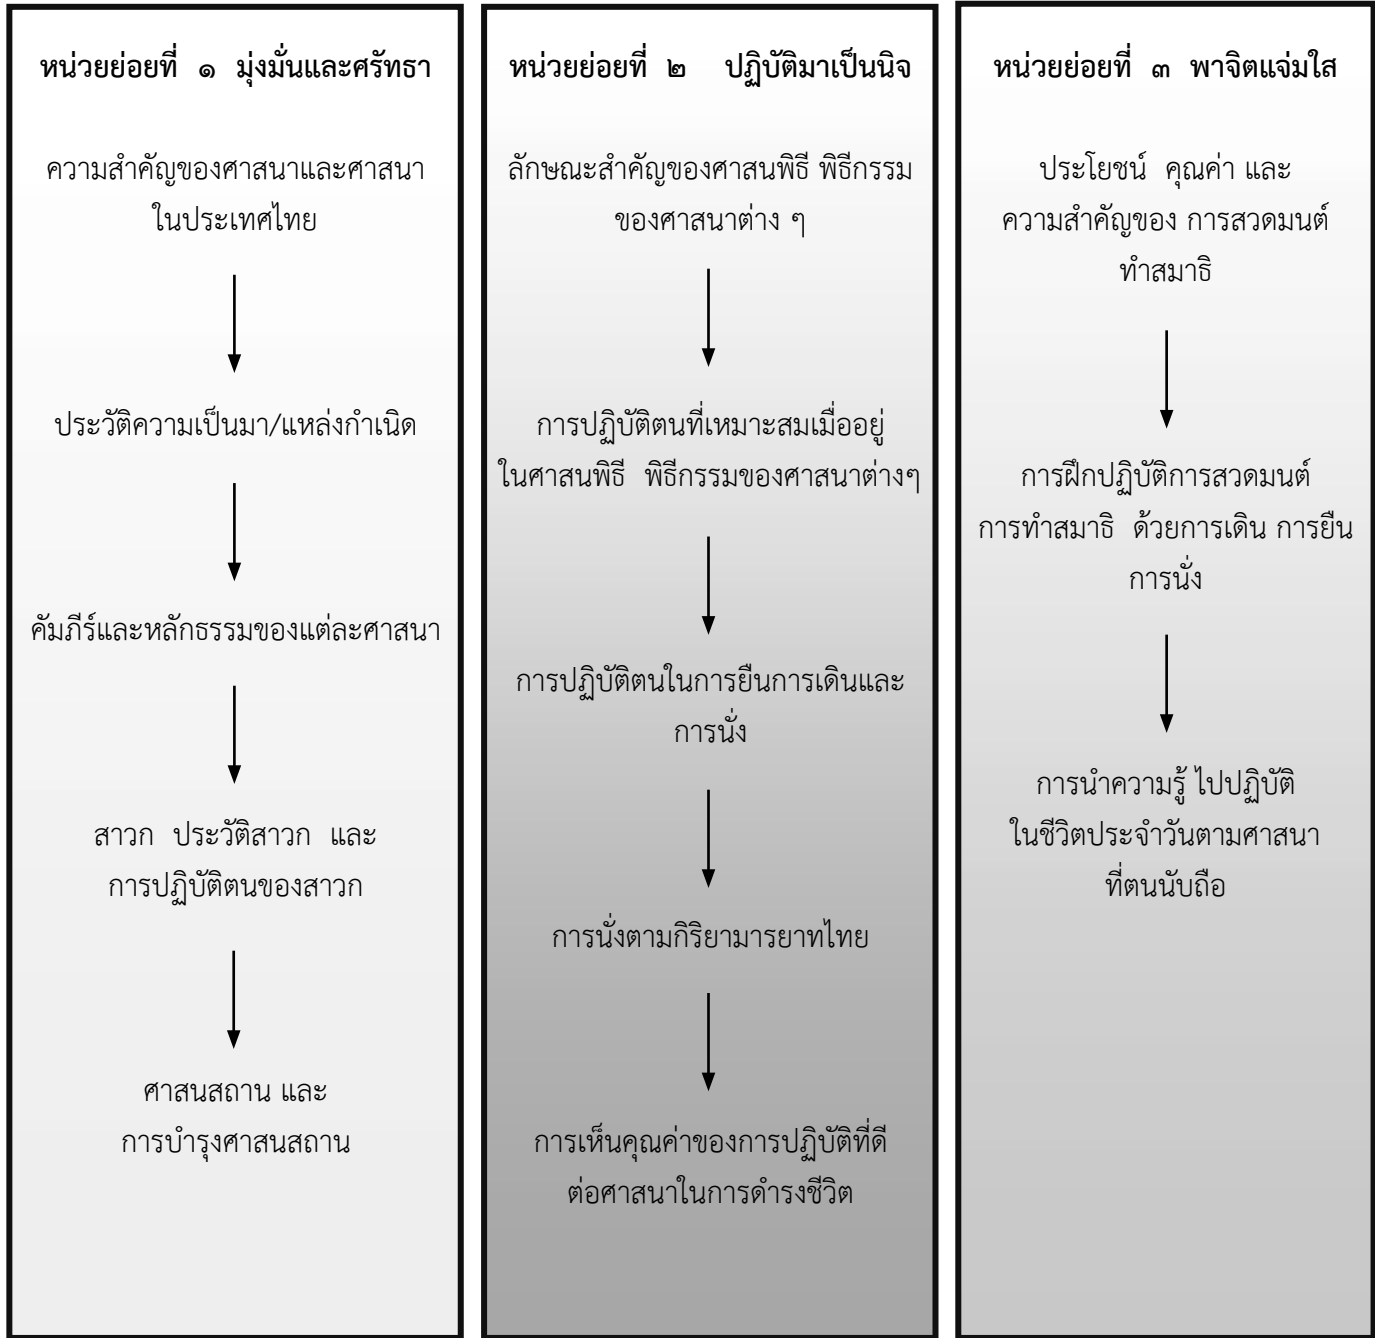 หน่วยย่อยที่ ๑ มุ่งมั่นและศรัทธา
ความสำคัญของศาสนาและศาสนา
ในประเทศไทย
ประวัติความเป็นมา/แหล่งกำเนิด
คัมภีร์และหลักธรรมของแต่ละศาสนา
สาวก ประวัติสาวก และ
การปฏิบัติตนของสาวก
ศาสนสถาน และ
การบำรุงศาสนสถาน
หน่วยย่อยที่ ๒ ปฏิบัติมาเป็นนิจ
ลักษณะสำคัญของศาสนพิธี พิธีกรรม
ของศาสนาต่าง ๆ
การปฏิบัติตนที่เหมาะสมเมื่ออยู่
ในศาสนพิธี พิธีกรรมของศาสนาต่างๆ
การปฏิบัติตนในการยืนการเดินและ
การนั่ง
การนั่งตามกิริยามารยาทไทย
การเห็นคุณค่าของการปฏิบัติที่ดี
ต่อศาสนาในการดำรงชีวิต
หน่วยย่อยที่ ๓ พาจิตแจ่มใส
ประโยชน์ คุณค่า และ
ความสำคัญของ การสวดมนต์
ทำสมาธิ
การฝึกปฏิบัติการสวดมนต์
การทำสมาธิ ด้วยการเดิน การยืน
การนั่ง
การนำความรู้ ไปปฏิบัติ
ในชีวิตประจำวันตามศาสนา
ที่ตนนับถือ